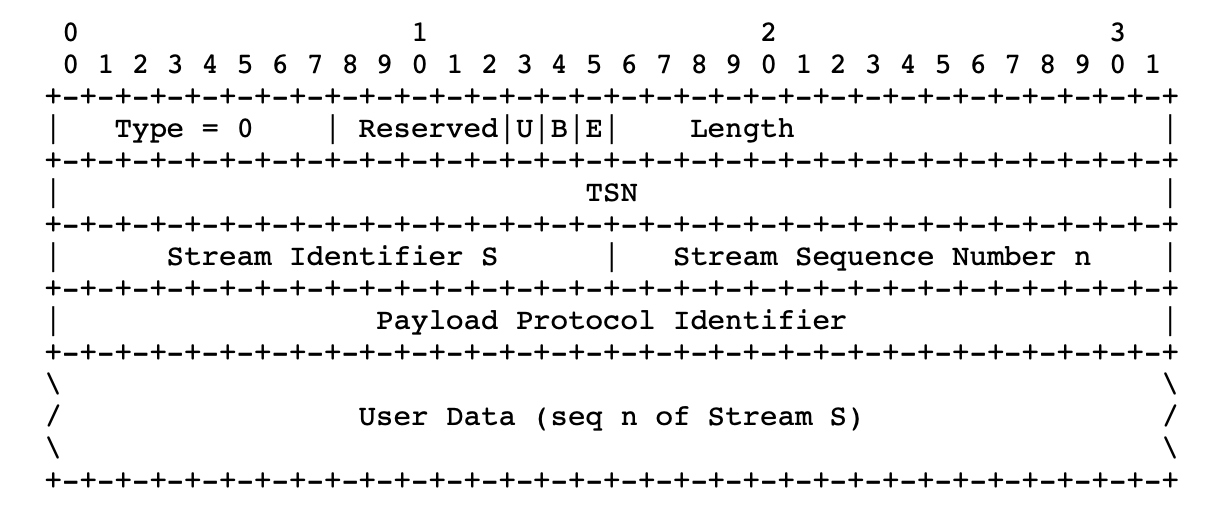 0                   1                   2                   3
 0 1 2 3 4 5 6 7 8 9 0 1 2 3 4 5 6 7 8 9 0 1 2 3 4 5 6 7 8 9 0 1
+-+-+-+-+-+-+-+-+-+-+-+-+-+-+-+-+-+-+-+-+-+-+-+-+-+-+-+-+-+-+-+-+
|   Type = 0    | Reserved|U|B|E|    Length                     |
+-+-+-+-+-+-+-+-+-+-+-+-+-+-+-+-+-+-+-+-+-+-+-+-+-+-+-+-+-+-+-+-+
|                              TSN                              |
+-+-+-+-+-+-+-+-+-+-+-+-+-+-+-+-+-+-+-+-+-+-+-+-+-+-+-+-+-+-+-+-+
|      Stream Identifier S      |   Stream Sequence Number n    |
+-+-+-+-+-+-+-+-+-+-+-+-+-+-+-+-+-+-+-+-+-+-+-+-+-+-+-+-+-+-+-+-+
|                  Payload Protocol Identifier                  |
+-+-+-+-+-+-+-+-+-+-+-+-+-+-+-+-+-+-+-+-+-+-+-+-+-+-+-+-+-+-+-+-+
\                                                               \
/                 User Data (seq n of Stream S)                 /
\                                                               \
+-+-+-+-+-+-+-+-+-+-+-+-+-+-+-+-+-+-+-+-+-+-+-+-+-+-+-+-+-+-+-+-+